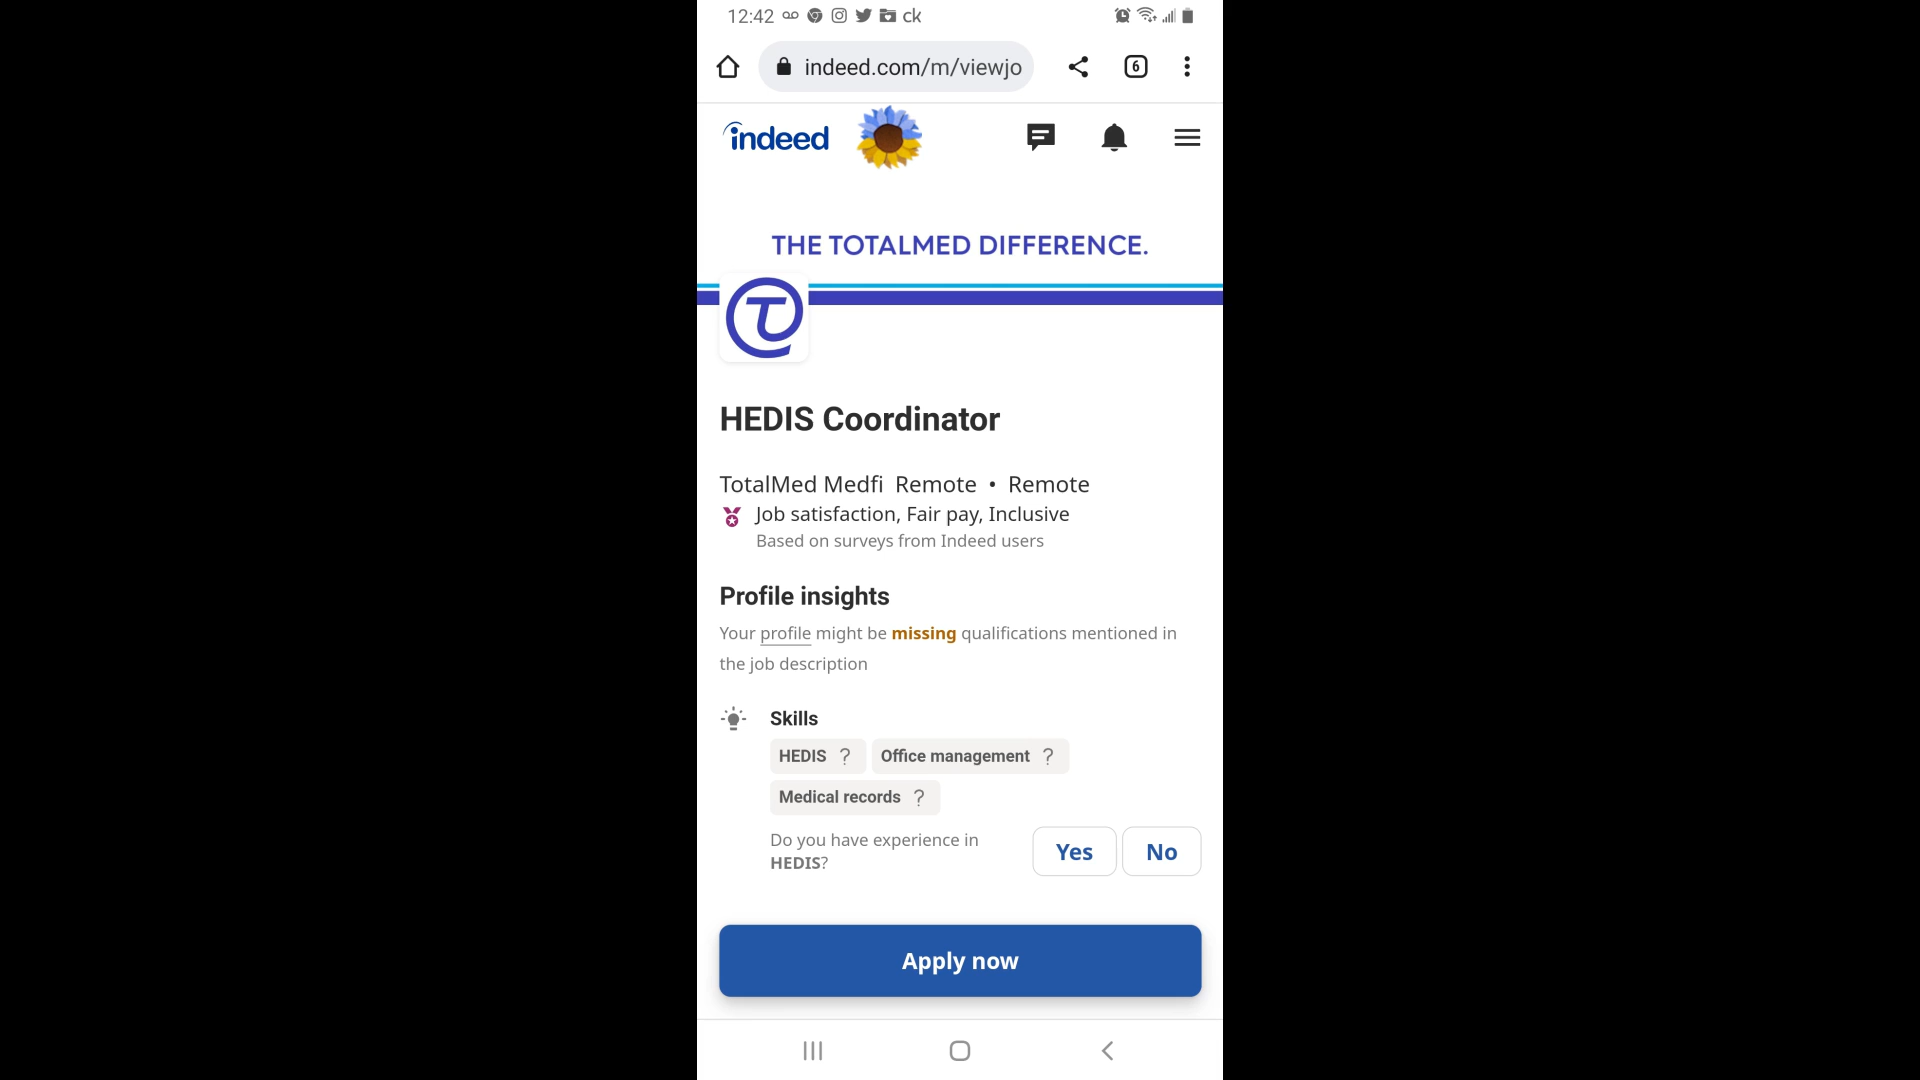 12:42 ck
indeed.com/m/viewjo
6
indeed
THE TOTALMED DIFFERENCE.
HEDIS Coordinator
TotalMed Medfi Remote • Remote
Job satisfaction, Fair pay, Inclusive
Based on surveys from Indeed users
Profile insights
Your profile might be missing qualifications mentioned in
the job description
Skills
HEDIS ? Office management ?
Medical records ?
Do you have experience in
HEDIS?
Yes No
Apply now